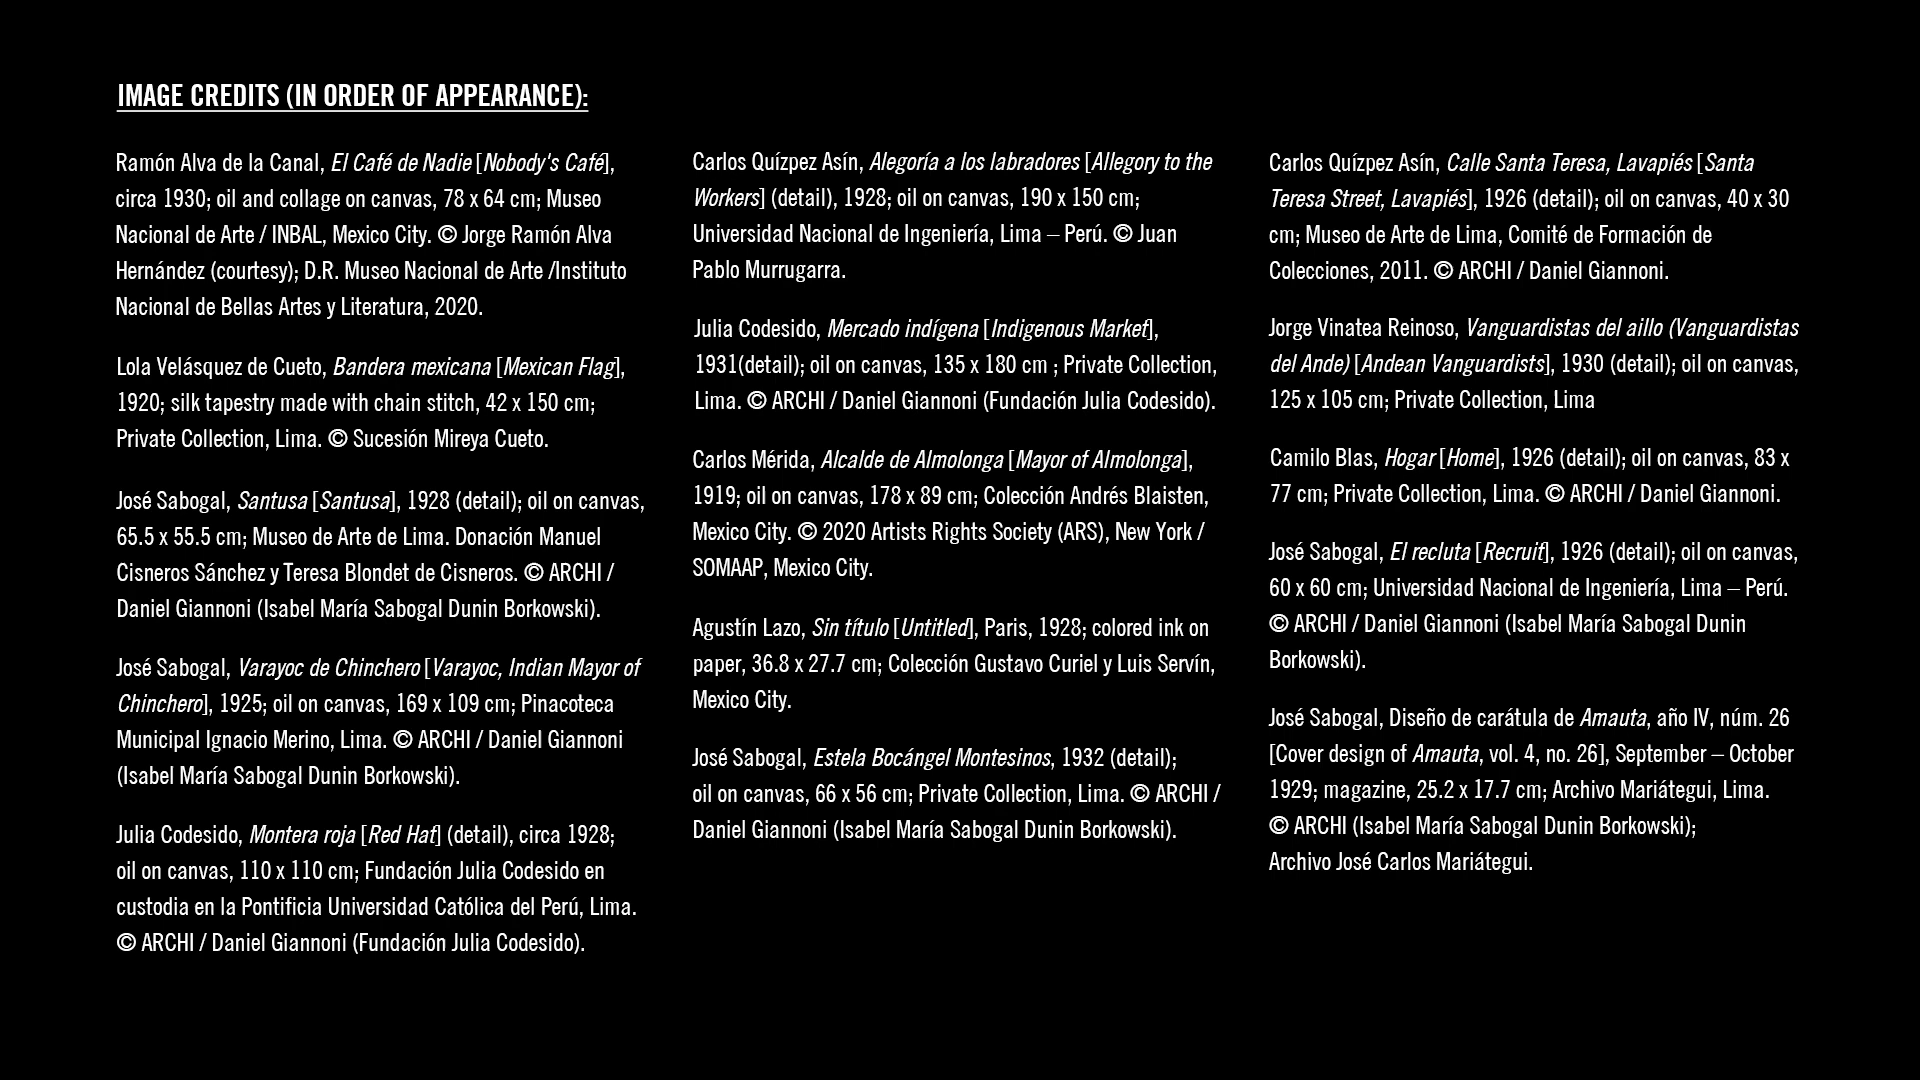 IMAGE CREDITS (IN ORDER OF APPEARANCE):
Ramón Alva de la Canal, El Café de Nadie [Nobody's Café],
circa 1930; oil and collage on canvas, 78 x 64 cm; Museo
Nacional de Arte / INBAL, Mexico City. © Jorge Ramón Alva
Hernández (courtesy); D.R. Museo Nacional de Arte /Instituto
Nacional de Bellas Artes y Literatura, 2020.
Lola Velásquez de Cueto, Bandera mexicana [Mexican Flag],
1920; silk tapestry made with chain stitch, 42 x 150 cm;
Private Collection, Lima. © Sucesión Mireya Cueto.
José Sabogal, Santusa [Santusa], 1928 (detail); oil on canvas,
65.5 x 55.5 cm; Museo de Arte de Lima. Donación Manuel
Cisneros Sánchez y Teresa Blondet de Cisneros. © ARCHI /
Daniel Giannoni (Isabel María Sabogal Dunin Borkowski).
José Sabogal, Varayoc de Chinchero [Varayoc, Indian Mayor of
Chinchero], 1925; oil on canvas, 169 x 109 cm; Pinacoteca
Municipal Ignacio Merino, Lima. © ARCHI / Daniel Giannoni
(Isabel María Sabogal Dunin Borkowski).
Julia Codesido, Montera roja [Red Hat] (detail), circa 1928;
oil on canvas, 110 x 110 cm; Fundación Julia Codesido en
custodia en la Pontificia Universidad Católica del Perú, Lima.
© ARCHI / Daniel Giannoni (Fundación Julia Codesido).
Carlos Quízpez Asín, Alegoría a los labradores [Allegory to the
Workers] (detail), 1928; oil on canvas, 190 x 150 cm;
Universidad Nacional de Ingeniería, Lima – Perú. © Juan
Pablo Murrugarra.
Julia Codesido, Mercado indígena [Indigenous Market],
1931(detail); oil on canvas, 135 x 180 cm ; Private Collection,
Lima. © ARCHI / Daniel Giannoni (Fundación Julia Codesido).
Carlos Mérida, Alcalde de Almolonga [Mayor of Almolonga],
1919; oil on canvas, 178 x 89 cm; Colección Andrés Blaisten,
Mexico City. © 2020 Artists Rights Society (ARS), New York /
SOMAAP, Mexico City.
Agustín Lazo, Sin título [Untitled], Paris, 1928; colored ink on
paper, 36.8 x 27.7 cm; Colección Gustavo Curiel y Luis Servín,
Mexico City.
José Sabogal, Estela Bocángel Montesinos, 1932 (detail);
oil on canvas, 66 x 56 cm; Private Collection, Lima. © ARCHI /
Daniel Giannoni (Isabel María Sabogal Dunin Borkowski).
Carlos Quízpez Asín, Calle Santa Teresa, Lavapiés [Santa
Teresa Street, Lavapiés], 1926 (detail); oil on canvas, 40 x 30
cm; Museo de Arte de Lima, Comité de Formación de
Colecciones, 2011. © ARCHI / Daniel Giannoni.
Jorge Vinatea Reinoso, Vanguardistas del aillo (Vanguardistas
del Ande) [Andean Vanguardists], 1930 (detail); oil on canvas,
125 x 105 cm; Private Collection, Lima
Camilo Blas, Hogar [Home], 1926 (detail); oil on canvas, 83 x
77 cm; Private Collection, Lima. © ARCHI / Daniel Giannoni.
José Sabogal, El recluta [Recruit], 1926 (detail); oil on canvas,
60 x 60 cm; Universidad Nacional de Ingeniería, Lima – Perú.
© ARCHI / Daniel Giannoni (Isabel María Sabogal Dunin
Borkowski).
José Sabogal, Diseño de carátula de Amauta, año IV, núm. 26
[Cover design of Amauta, vol. 4, no. 26], September – October
1929; magazine, 25.2 x 17.7 cm; Archivo Mariátegui, Lima.
© ARCHI (Isabel María Sabogal Dunin Borkowski);
Archivo José Carlos Mariátegui.